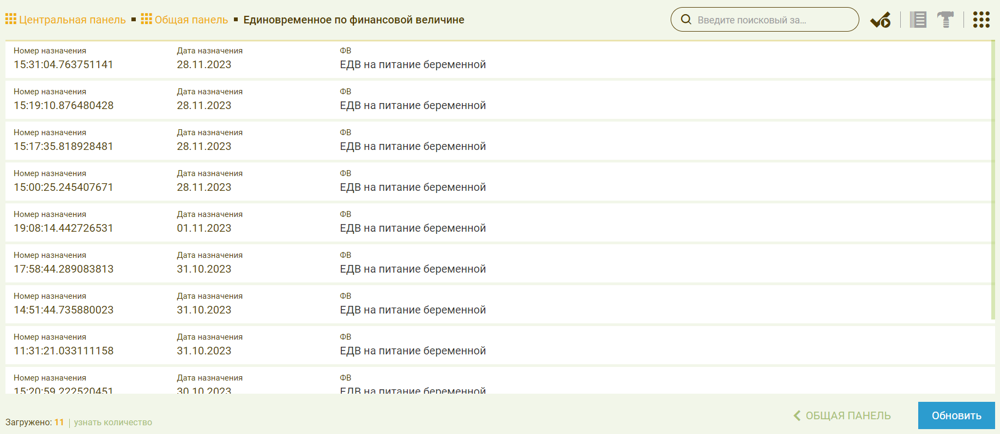 Центральная панель Общая панель Единовременное по финансовой величине Введите поисковый за...
Номер назначения Дата назначения ФВ
15:31:04.763751141 28.11.2023 ЕДВ на питание беременной
Номер назначения Дата назначения ФВ
15:19:10.876480428 28.11.2023 ЕДВ на питание беременной
Номер назначения Дата назначения ФВ
15:17:35.818928481 28.11.2023 ЕДВ на питание беременной
Номер назначения Дата назначения ФВ
15:00:25.245407671 28.11.2023 ЕДВ на питание беременной
Номер назначения Дата назначения ФВ
19:08:14.442726531 01.11.2023 ЕДВ на питание беременной
Номер назначения Дата назначения ФВ
17:58:44.289083813 31.10.2023 ЕДВ на питание беременной
Номер назначения Дата назначения ФВ
14:51:44.735880023 31.10.2023 ЕДВ на питание беременной
Номер назначения Дата назначения ФВ
11:31:21.033111158 31.10.2023 ЕДВ на питание беременной
Номер назначения Дата назначения ФВ
15:20:59.222520451 30.10.2023 ЕДВ на питание беременной
ОБЩАЯ ПАНЕЛЬ Обновить
Загружено: 11 | узнать количество